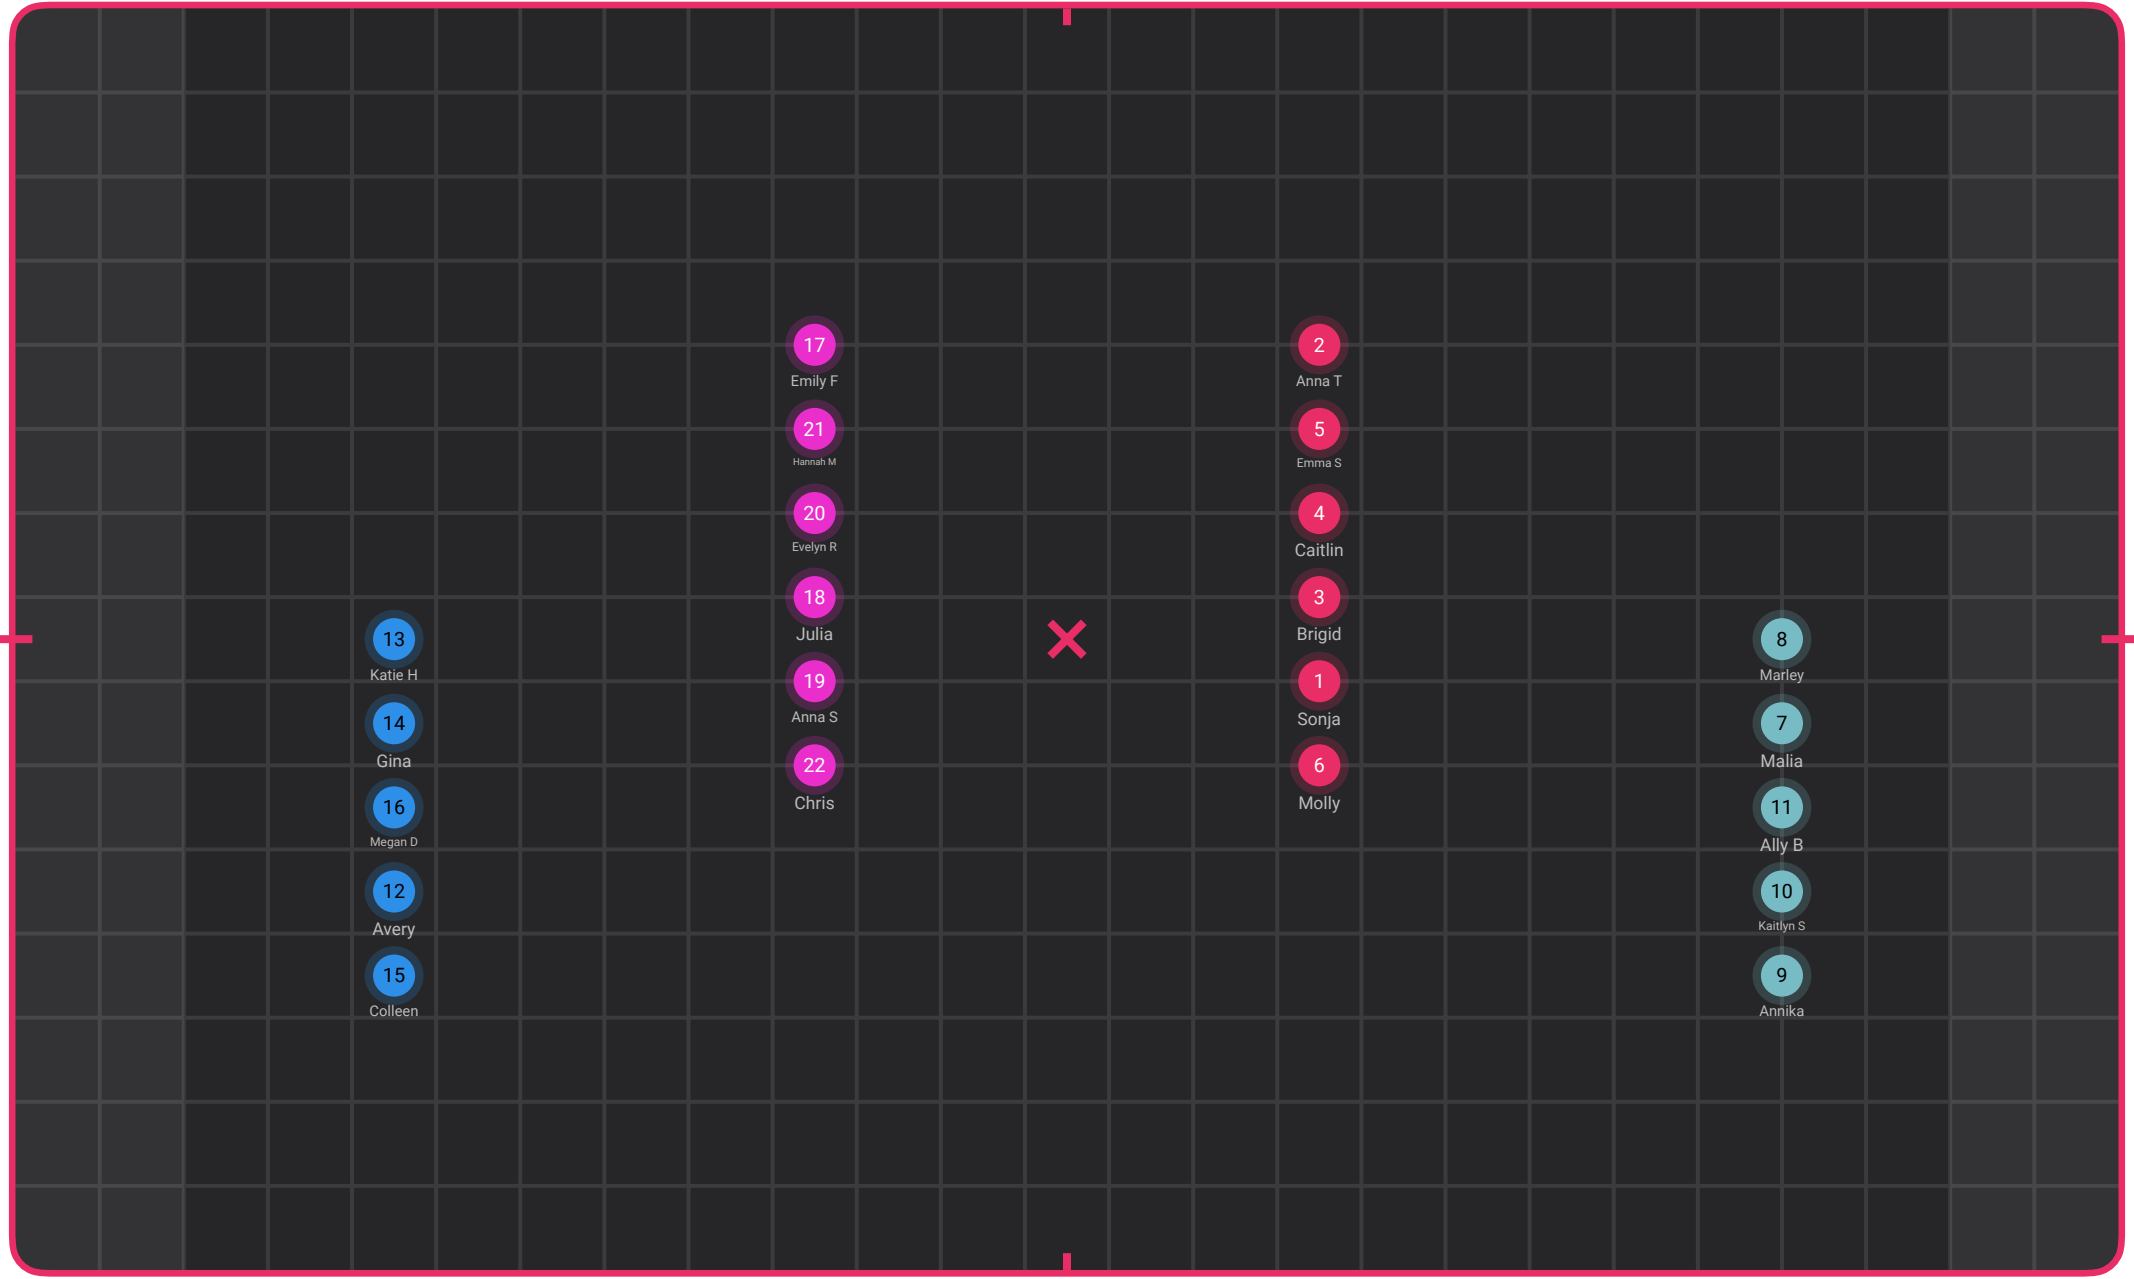 17
Emily F
21
Hannah M
20
Evelyn R
18
Julia
19
Anna S
22
Chris
2
Anna T
5
Emma S
4
Caitlin
3
Brigid
1
Sonja
6
Molly
13
Katie H
14
Gina
16
Megan D
12
Avery
15
Colleen
8
Marley
7
Malia
11
Ally B
10
Kaitlyn S
9
Annika